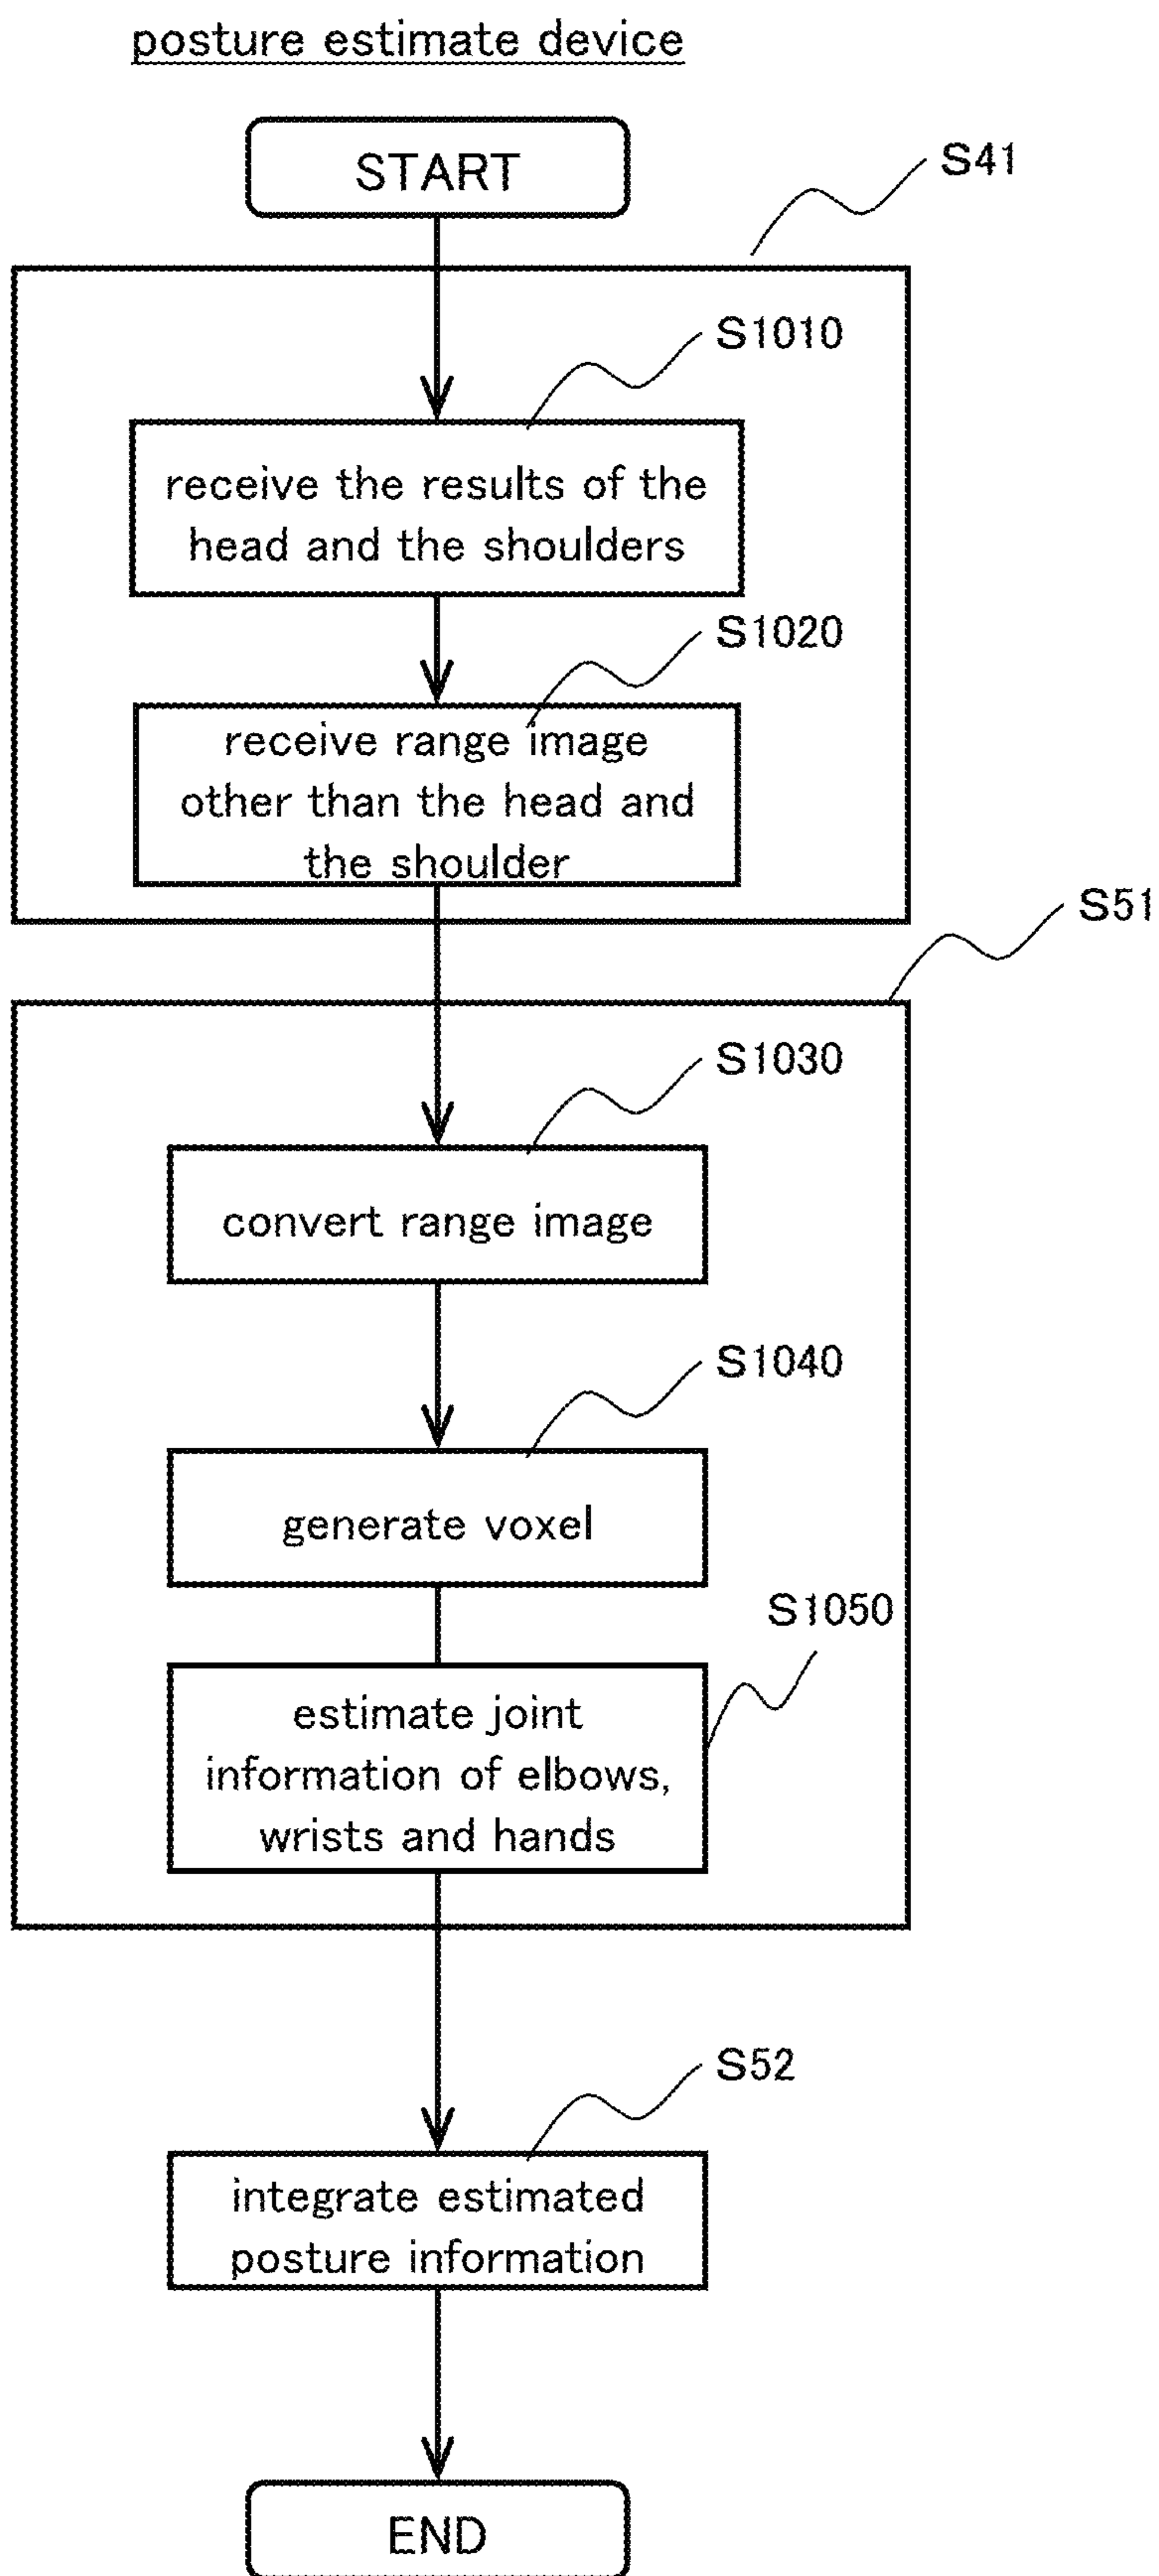 posture estimate device
START
S41
S1010
receive the results of the
head and the shoulders
S1020
receive range image
other than the head and
the shoulder
S51
S1030
convert range image
S1040
generate voxel
S1050
estimate joint
information of elbows,
wrists and hands
S52
integrate estimated
posture information
END